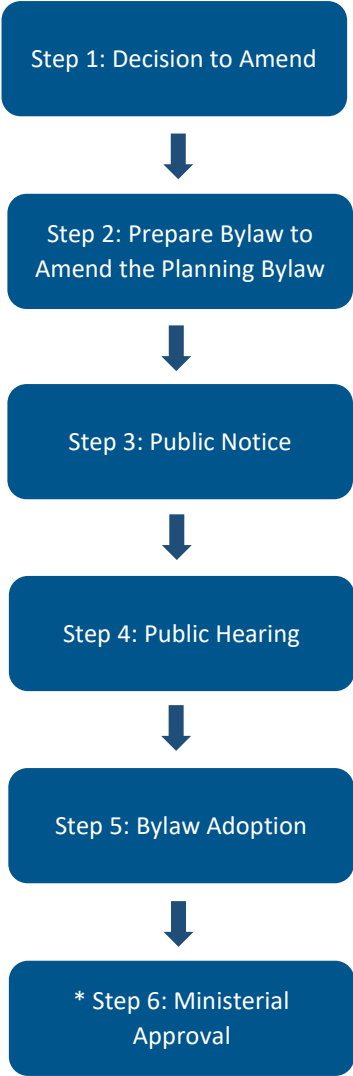 Step 1: Decision to Amend
Step 2: Prepare Bylaw to
Amend the Planning Bylaw
Step 3: Public Notice
Step 4: Public Hearing
Step 5: Bylaw Adoption
* Step 6: Ministerial
Approval